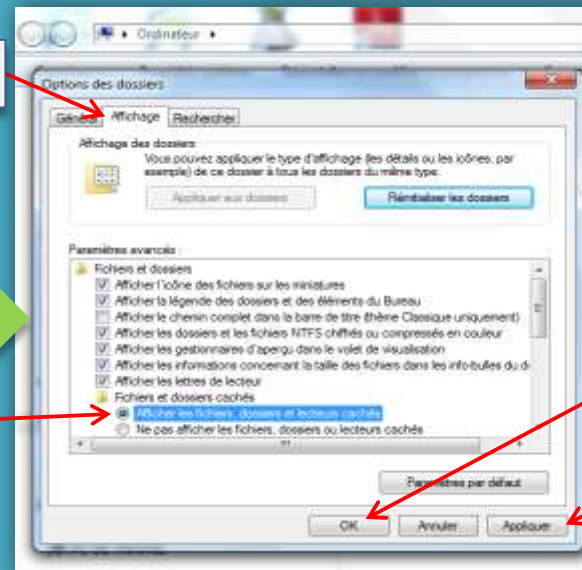 Ordinateur
Options des dossiers
Général Affichage Rechercher
Affichage des dossiers
Vous pouvez appliquer le type d'affichage (les détails ou les icônes, par
exemple) de ce dossier à tous les dossiers du même type.
Appliquer aux dossiers Réinitialiser les dossiers
Paramètres avancés :
Fichiers et dossiers
Afficher l'icône des fichiers sur les miniatures
Afficher la légende des dossiers et des éléments du Bureau
Afficher le chemin complet dans la barre de titre (thème Classique uniquement)
Afficher les dossiers et les fichiers NTFS chiffrés ou compressés en couleur
Afficher les gestionnaires d'aperçu dans le volet de visualisation
Afficher les informations concernant la taille des fichiers dans les info-bulles du d
Afficher les lettres de lecteur
Fichiers et dossiers cachés
Afficher les fichiers, dossiers et lecteurs cachés
Ne pas afficher les fichiers, dossiers ou lecteurs cachés
Paramètres par défaut
OK Annuler Appliquer